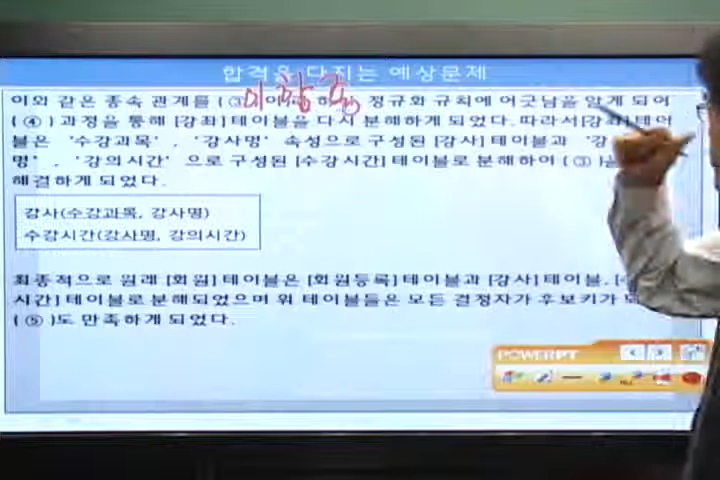 합격을 다지는 예상문제
이와 같은 종속 관계를 ( ③ 이행 종 정규화 규칙에 어긋남을 알게 되어
( ④ ) 과정을 통해 [강좌] 테이블을 다시 분해하게 되었다. 따라서 [강좌] 테이
블은 '수강과목', '강사명' 속성으로 구성된 [강사] 테이블과 '강
명', '강의시간' 으로 구성된 [수강시간] 테이블로 분해하여 ( ③ )
해결하게 되었다.
강사(수강과목, 강사명)
수강시간(강사명, 강의시간)
최종적으로 원래 [회원] 테이블은 [회원등록] 테이블과 [강사] 테이블,
시간] 테이블로 분해되었으며 위 테이블들은 모든 결정자가 후보키가 되
( ⑤ )도 만족하게 되었다.
POWERPT